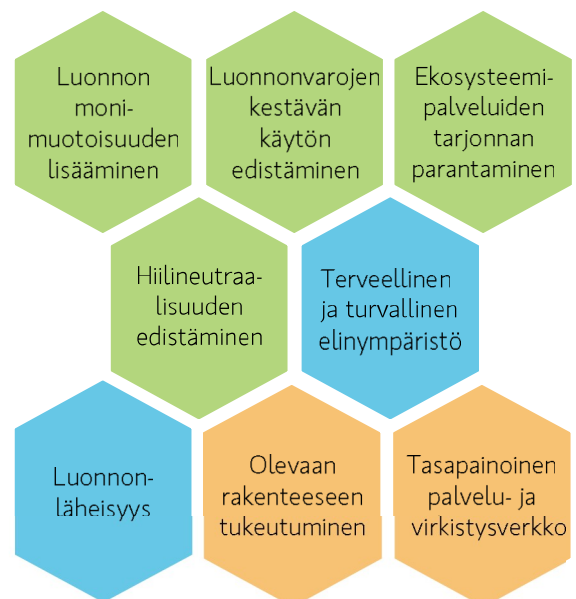 Luonnon
moni-
muotoisuuden
lisääminen
Luonnonvarojen
kestävän
käytön
edistäminen
Ekosysteemi-
palveluiden
tarjonnan
parantaminen
Hiilineutraa-
lisuuden
edistäminen
Terveellinen
ja turvallinen
elinympäristö
Luonnon-
läheisyys
Olevaan
rakenteeseen
tukeutuminen
Tasapainoinen
palvelu- ja
virkistysverkko